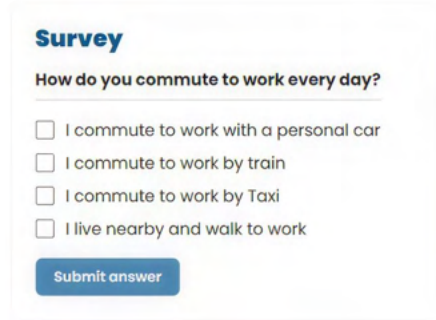 Survey
How do you commute to work every day?
I commute to work with a personal car
I commute to work by train
I commute to work by Taxi
I live nearby and walk to work
Submit answer